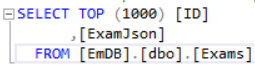 SELECT TOP (1000) [ID]
,[ExamJson]
FROM [EmDB].[dbo].[Exams]